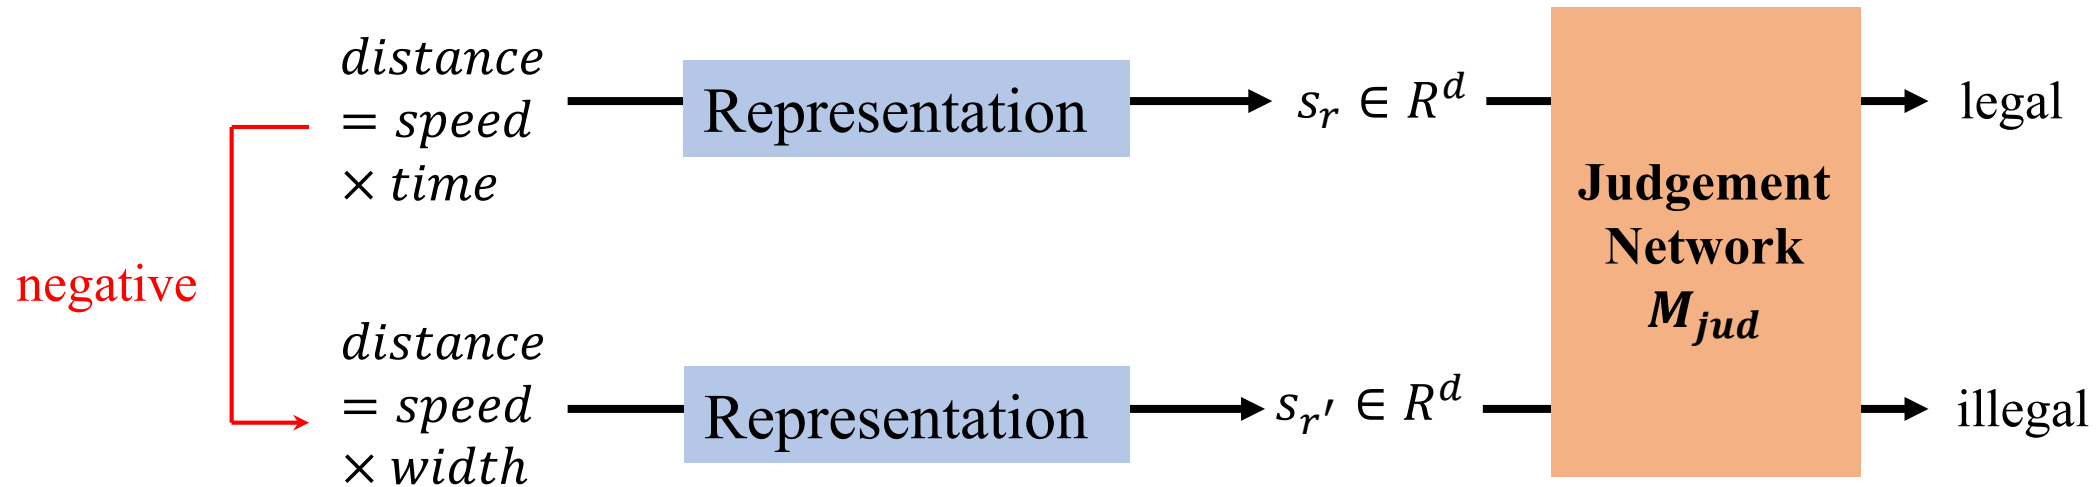 distance
= speed
× time
Representation
s_r ∈ R^d
legal
Judgement
Network
M_jud
negative
distance
= speed
× width
Representation
s_r′ ∈ R^d
illegal